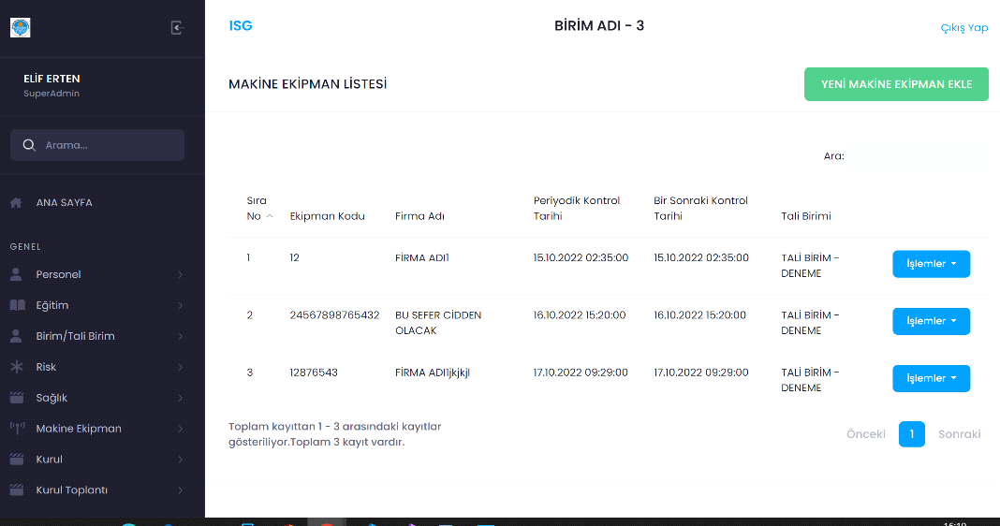 ISG
BİRİM ADI - 3
Çıkış Yap
ELİF ERTEN
SuperAdmin
Arama...
ANA SAYFA
GENEL
Personel
Eğitim
Birim/Tali Birim
Risk
Sağlık
Makine Ekipman
Kurul
Kurul Toplantı
MAKİNE EKİPMAN LİSTESİ
YENİ MAKİNE EKİPMAN EKLE
Ara:
Sıra No Ekipman Kodu Firma Adı Periyodik Kontrol Tarihi Bir Sonraki Kontrol Tarihi Tali Birimi
1 12 FİRMA ADI1 15.10.2022 02:35:00 15.10.2022 02:35:00 TALİ BİRİM - DENEME İşlemler
2 24567898765432 BU SEFER CİDDEN OLACAK 16.10.2022 15:20:00 16.10.2022 15:20:00 TALİ BİRİM - DENEME İşlemler
3 12876543 FİRMA ADI1jkjkjl 17.10.2022 09:29:00 17.10.2022 09:29:00 TALİ BİRİM - DENEME İşlemler
Toplam kayıttan 1 - 3 arasındaki kayıtlar
gösteriliyor.Toplam 3 kayıt vardır.
Önceki 1 Sonraki